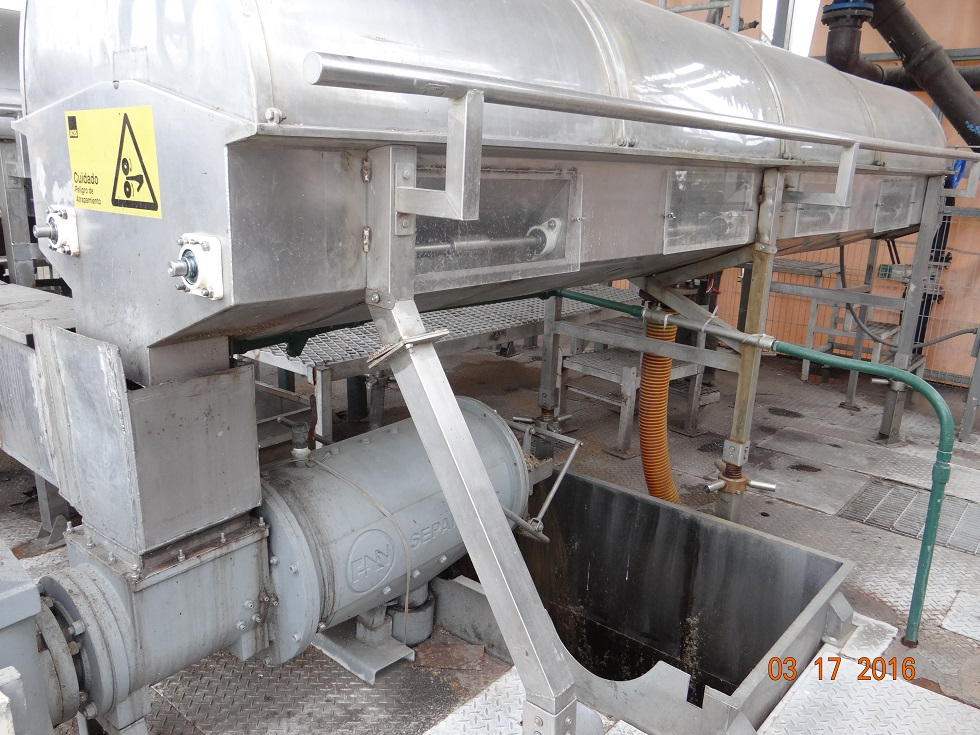 Cuidado
Peligro de
Atrapamiento
FAN
SEPA
03 17 2016